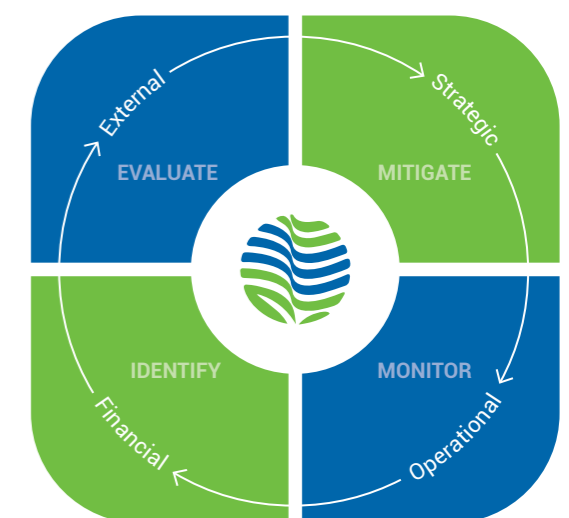 External
Strategic
EVALUATE
MITIGATE
IDENTIFY
MONITOR
Financial
Operational